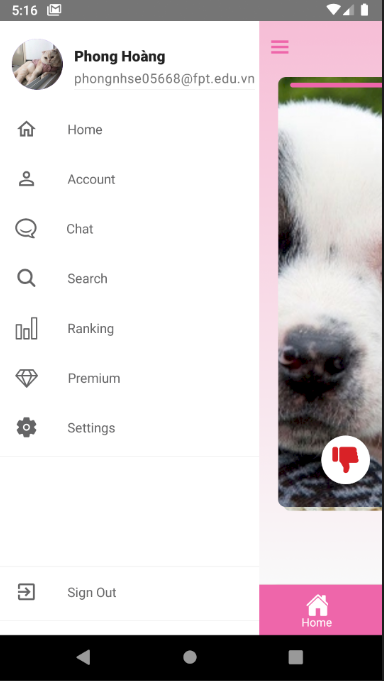 5:16
Phong Hoàng
phongnhse05668@fpt.edu.vn
Home
Account
Chat
Search
Ranking
Premium
Settings
Sign Out
Home